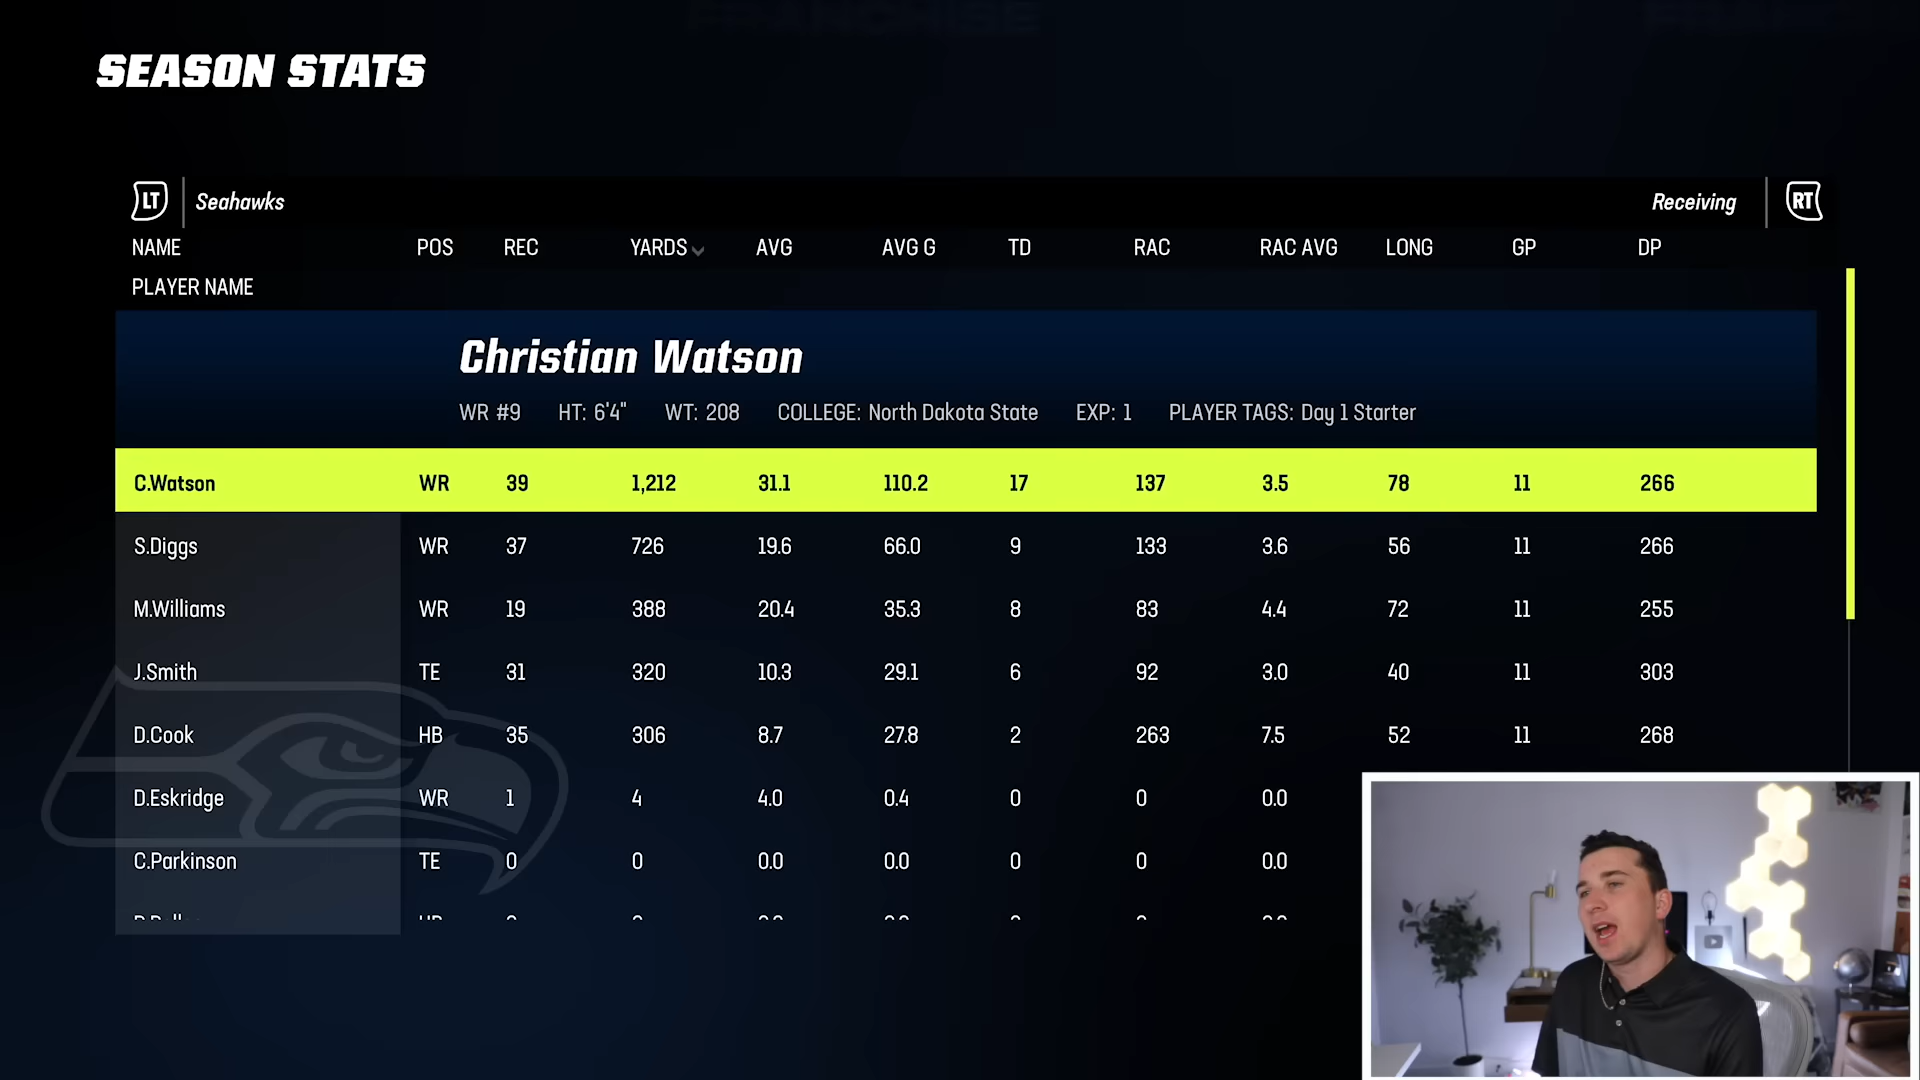 FRANCHISE
SEASON STATS
LT Seahawks Receiving RT
NAME POS REC YARDS AVG AVG G TD RAC RAC AVG LONG GP DP
PLAYER NAME
Christian Watson
WR #9 HT: 6'4" WT: 208 COLLEGE: North Dakota State EXP: 1 PLAYER TAGS: Day 1 Starter
C.Watson WR 39 1,212 31.1 110.2 17 137 3.5 78 11 266
S.Diggs WR 37 726 19.6 66.0 9 133 3.6 56 11 266
M.Williams WR 19 388 20.4 35.3 8 83 4.4 72 11 255
J.Smith TE 31 320 10.3 29.1 6 92 3.0 40 11 303
D.Cook HB 35 306 8.7 27.8 2 263 7.5 52 11 268
D.Eskridge WR 1 4 4.0 0.4 0 0 0.0
C.Parkinson TE 0 0 0.0 0.0 0 0 0.0